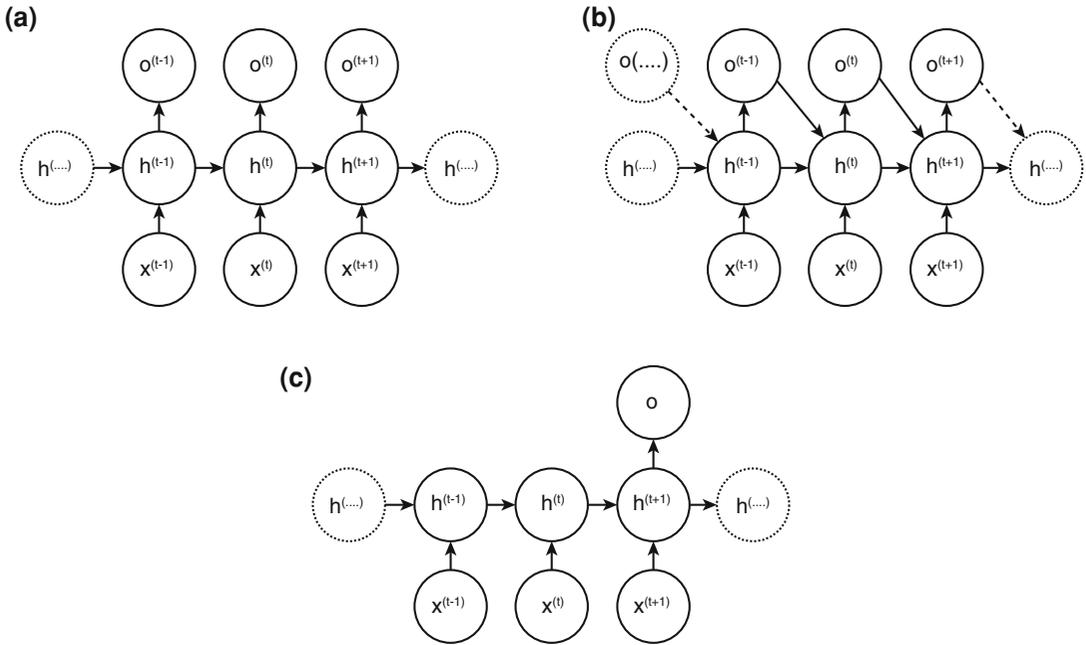 (a)
o(t-1) o(t) o(t+1)
h(....) h(t-1) h(t) h(t+1) h(....)
x(t-1) x(t) x(t+1)
(b)
o(....) o(t-1) o(t) o(t+1)
h(....) h(t-1) h(t) h(t+1) h(....)
x(t-1) x(t) x(t+1)
(c)
o
h(....) h(t-1) h(t) h(t+1) h(....)
x(t-1) x(t) x(t+1)